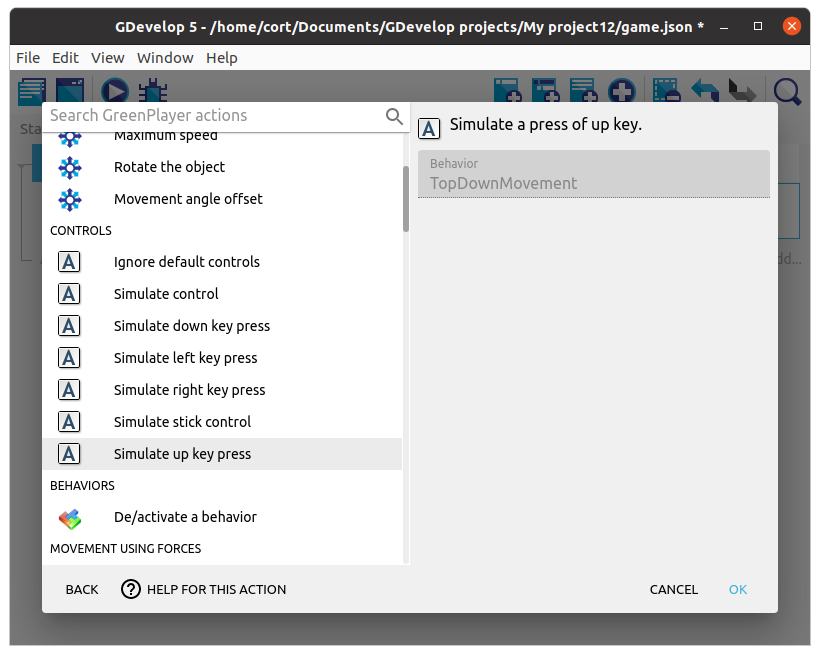 GDevelop 5 - /home/cort/Documents/GDevelop projects/My project12/game.json *
File Edit View Window Help
Sta
Search GreenPlayer actions
Maximum speed
Rotate the object
Movement angle offset
CONTROLS
A Ignore default controls
A Simulate control
A Simulate down key press
A Simulate left key press
A Simulate right key press
A Simulate stick control
A Simulate up key press
BEHAVIORS
De/activate a behavior
MOVEMENT USING FORCES
A Simulate a press of up key.
Behavior
TopDownMovement
dd...
BACK ? HELP FOR THIS ACTION CANCEL OK